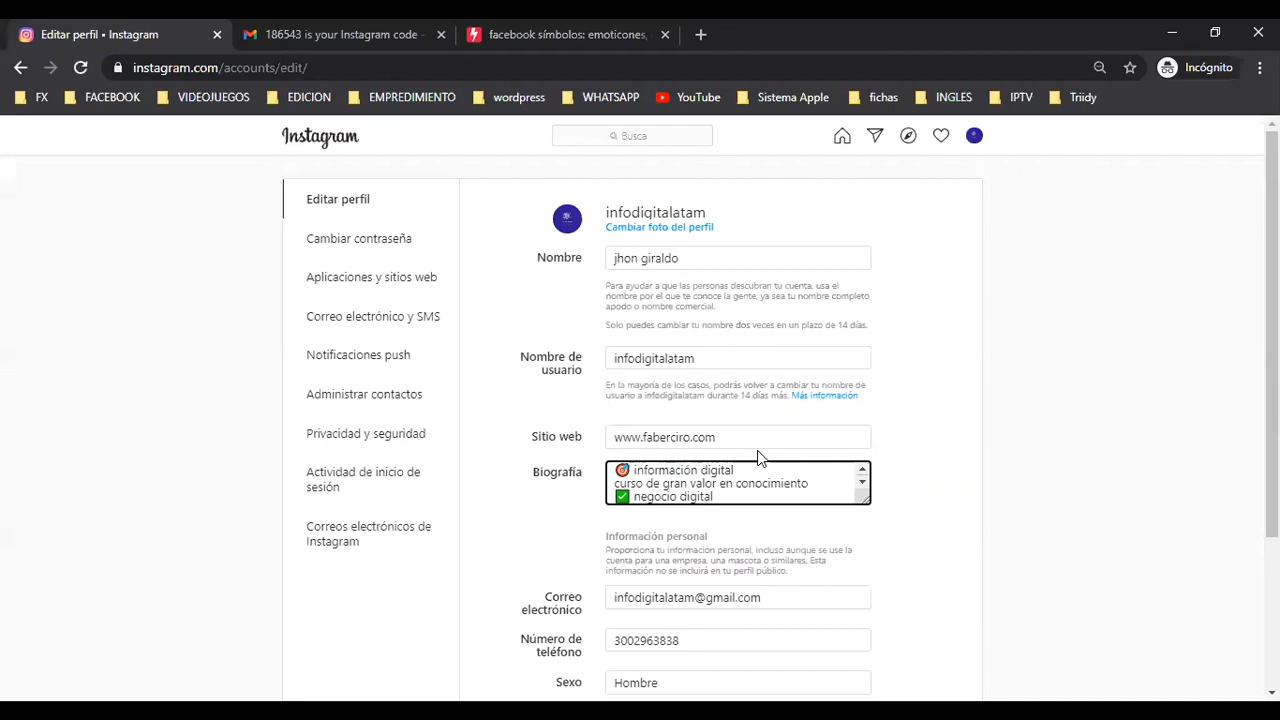 Editar perfil • Instagram
186543 is your Instagram code -
facebook símbolos: emoticones,
instagram.com/accounts/edit/
Incógnito
FX
FACEBOOK
VIDEOJUEGOS
EDICION
EMPREDIMIENTO
wordpress
WHATSAPP
YouTube
Sistema Apple
fichas
INGLES
IPTV
Triidy
Instagram
Busca
Editar perfil
Cambiar contraseña
Aplicaciones y sitios web
Correo electrónico y SMS
Notificaciones push
Administrar contactos
Privacidad y seguridad
Actividad de inicio de
sesión
Correos electrónicos de
Instagram
infodigitalatam
Cambiar foto del perfil
Nombre
jhon giraldo
Para ayudar a que las personas descubran tu cuenta, usa el
nombre por el que te conoce la gente, ya sea tu nombre completo,
apodo o nombre comercial.
Solo puedes cambiar tu nombre dos veces en un plazo de 14 días.
Nombre de
usuario
infodigitalatam
En la mayoría de los casos, podrás volver a cambiar tu nombre de
usuario a infodigitalatam durante 14 días más. Más información
Sitio web
www.faberciro.com
Biografía
🎯 información digital
curso de gran valor en conocimiento
✅ negocio digital
Información personal
Proporciona tu información personal, incluso aunque se use la
cuenta para una empresa, una mascota o similares. Esta
información no se incluirá en tu perfil público.
Correo
electrónico
infodigitalatam@gmail.com
Número de
teléfono
3002963838
Sexo
Hombre